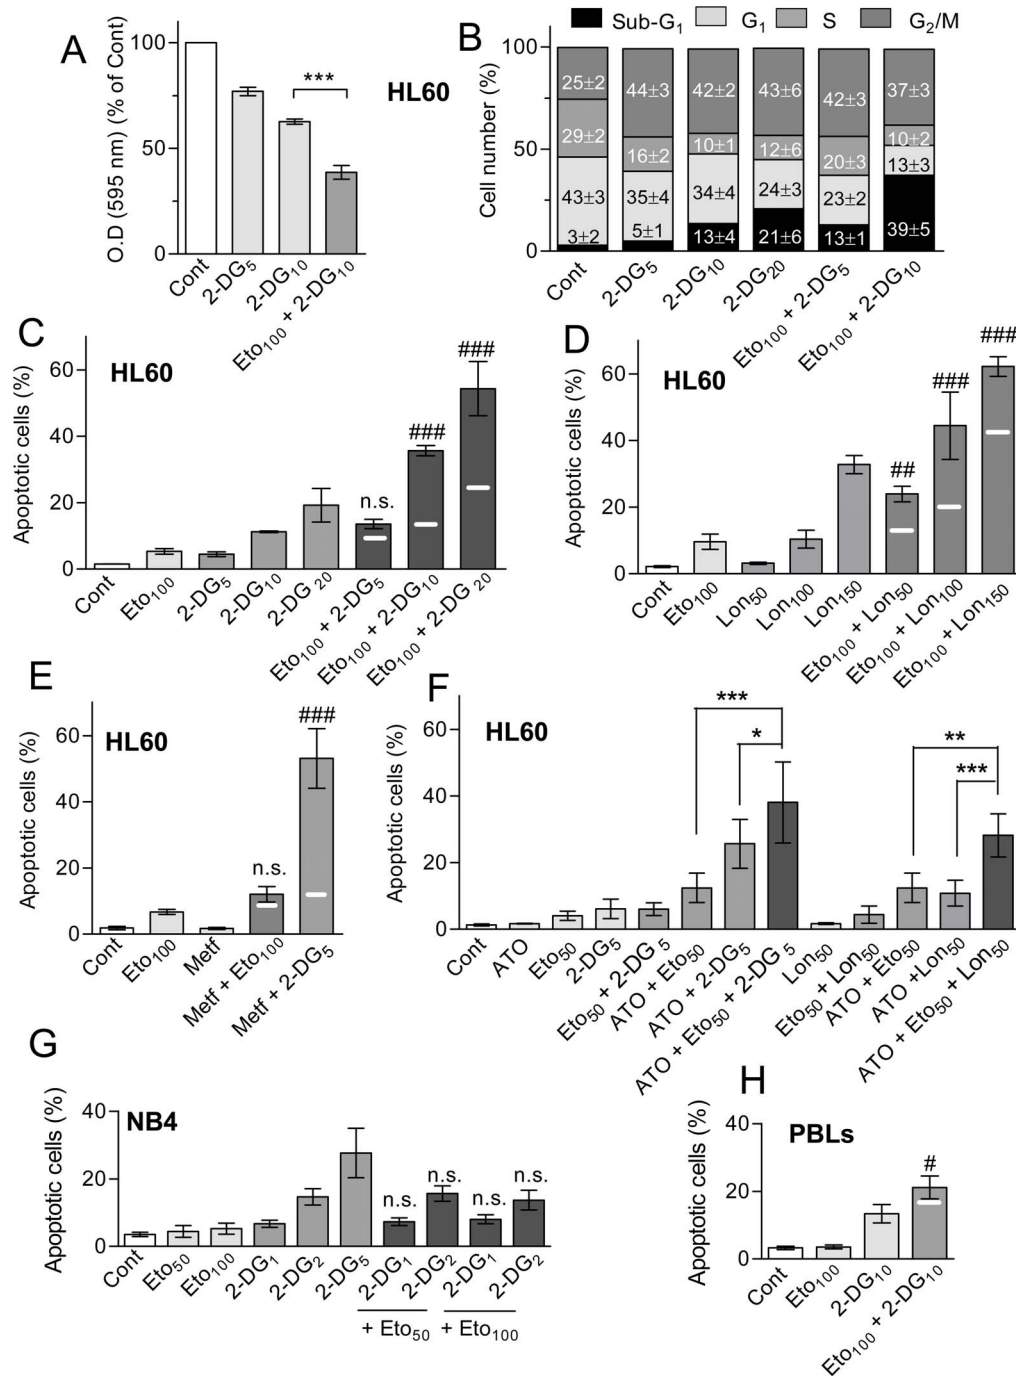 Sub-G1 G1 S G2/M
A
O.D (595 nm) (% of Cont)
100
50
0
***
HL60
Cont
2-DG5
2-DG10
Eto100 + 2-DG10
B
Cell number (%)
100
50
0
25±2 44±3 42±2 43±6 42±3 37±3
29±2 16±2 10±1 12±6 20±3 10±2
43±3 35±4 34±4 24±3 23±2 13±3
3±2 5±1 13±4 21±6 13±1 39±5
Cont
2-DG5
2-DG10
2-DG20
Eto100 + 2-DG5
Eto100 + 2-DG10
C
HL60
Apoptotic cells (%)
60
40
20
0
n.s.
###
###
Cont
Eto100
2-DG5
2-DG10
2-DG 20
Eto100 + 2-DG5
Eto100 + 2-DG10
Eto100 + 2-DG 20
D
HL60
Apoptotic cells (%)
60
40
20
0
##
###
###
Cont
Eto100
Lon50
Lon100
Lon150
Eto100 + Lon50
Eto100 + Lon100
Eto100 + Lon150
E
HL60
Apoptotic cells (%)
60
40
20
0
n.s.
###
Cont
Eto100
Metf
Metf + Eto100
Metf + 2-DG5
F
HL60
Apoptotic cells (%)
60
40
20
0
***
*
**
***
Cont
ATO
Eto50
2-DG5
Eto50 + 2-DG 5
ATO + Eto50
ATO + 2-DG5
ATO + Eto50 + 2-DG 5
Lon50
Eto50 + Lon50
ATO + Eto50
ATO + Lon50
ATO + Eto50 + Lon50
G
NB4
Apoptotic cells (%)
40
20
0
n.s.
n.s.
n.s.
n.s.
Cont
Eto50
Eto100
2-DG1
2-DG2
2-DG5
2-DG1
2-DG2
2-DG1
2-DG2
+ Eto50 + Eto100
H
PBLs
Apoptotic cells (%)
40
20
0
#
Cont
Eto100
2-DG10
Eto100 + 2-DG10